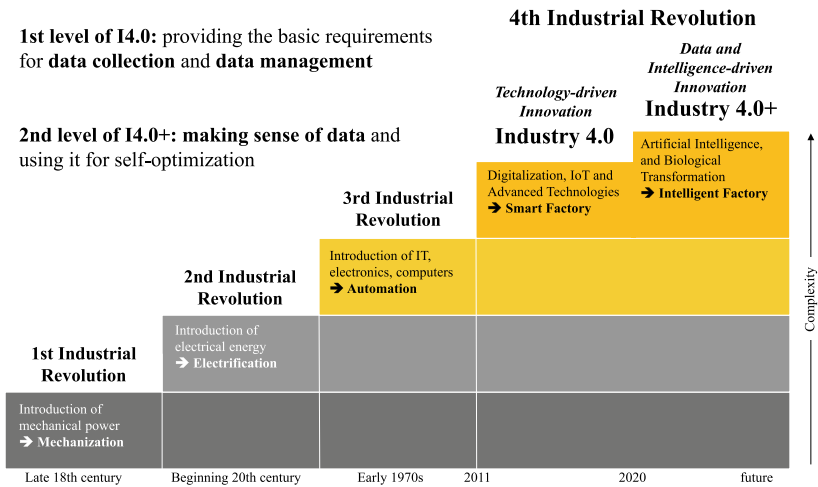 4th Industrial Revolution
1st level of I4.0: providing the basic requirements
for data collection and data management
2nd level of I4.0+: making sense of data and
using it for self-optimization
Technology-driven
Innovation
Industry 4.0
Data and
Intelligence-driven
Innovation
Industry 4.0+
Digitalization, IoT and
Advanced Technologies
➔ Smart Factory
Artificial Intelligence,
and Biological
Transformation
➔ Intelligent Factory
3rd Industrial
Revolution
Introduction of IT,
electronics, computers
➔ Automation
2nd Industrial
Revolution
Introduction of
electrical energy
➔ Electrification
1st Industrial
Revolution
Introduction of
mechanical power
➔ Mechanization
Complexity
Late 18th century
Beginning 20th century
Early 1970s
2011
2020
future